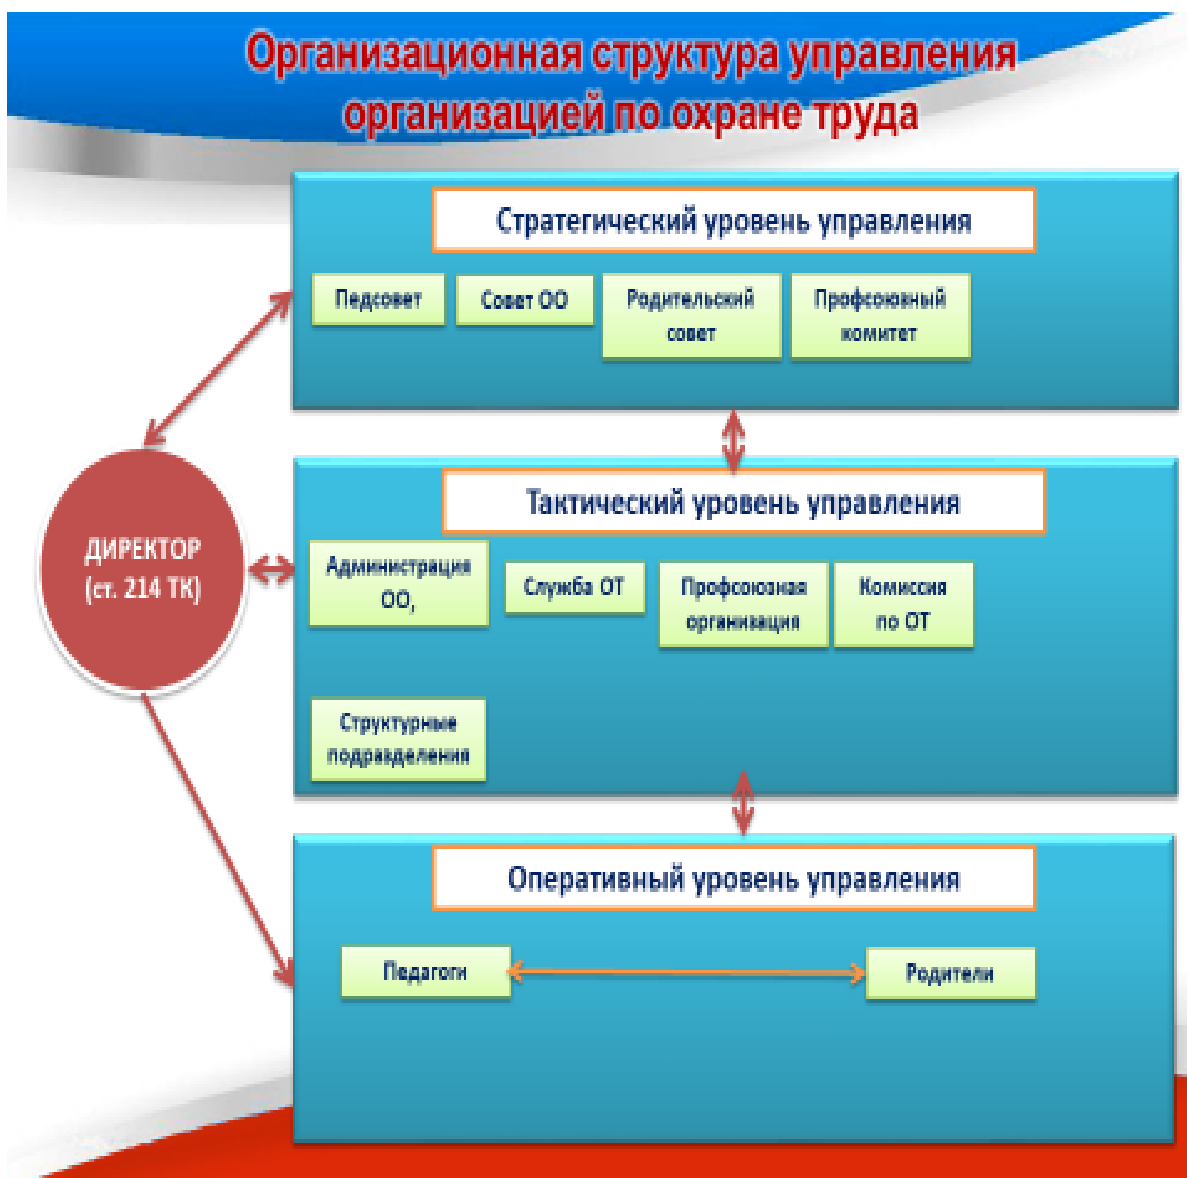 Организационная структура управления
организацией по охране труда
Стратегический уровень управления
Педсовет
Совет ОО
Родительский
совет
Профсоюзный
комитет
Тактический уровень управления
ДИРЕКТОР
(ст. 214 ТК)
Администрация
ОО,
Служба ОТ
Профсоюзная
организация
Комиссия
по ОТ
Структурные
подразделения
Оперативный уровень управления
Педагоги
Родители